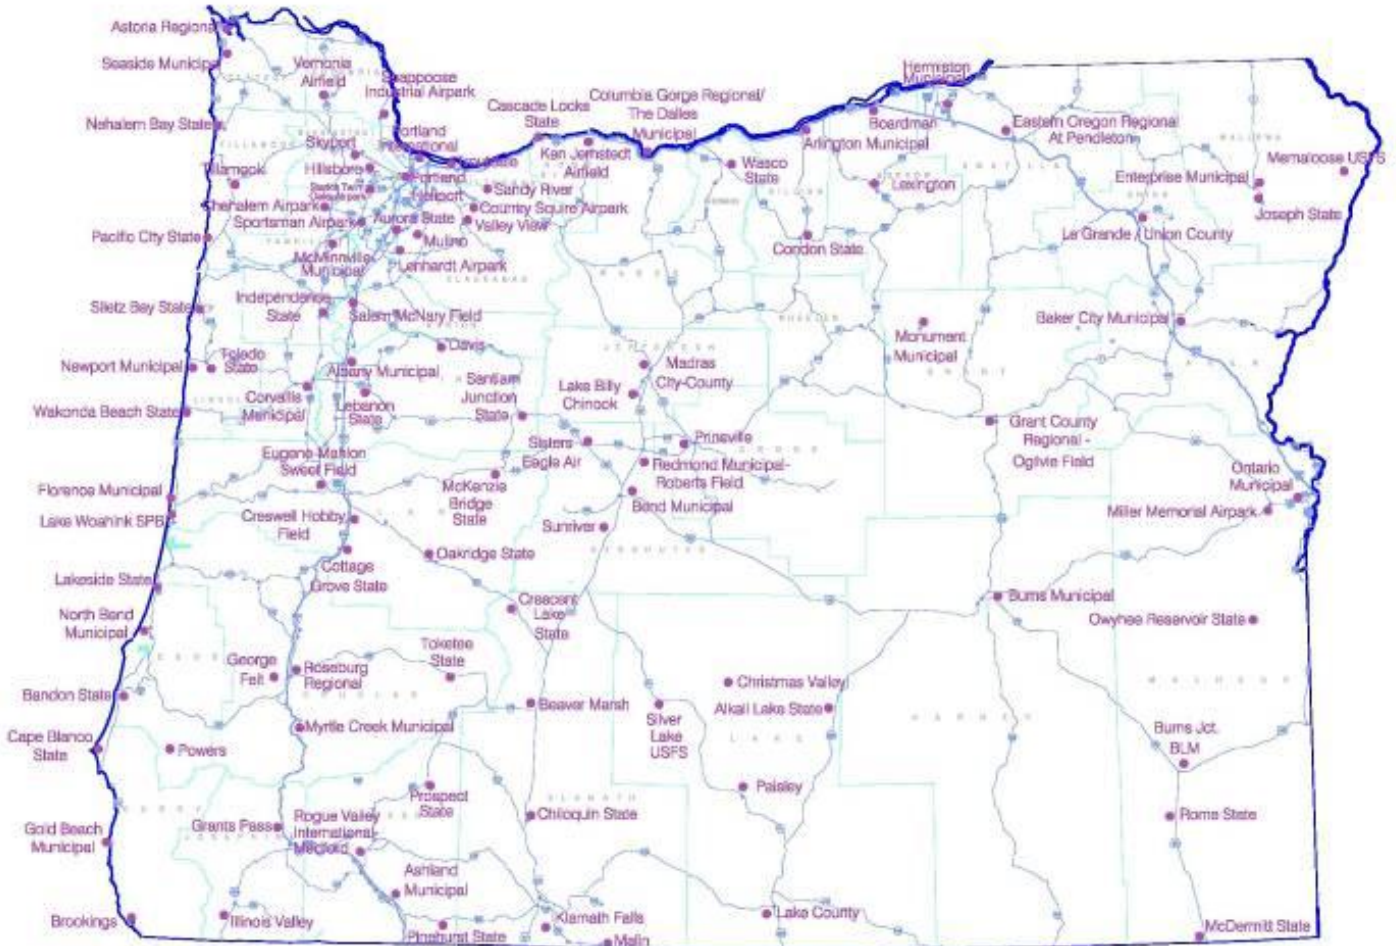 Astoria Regional
Seaside Municipal
Vernonia
Airfield
Scappoose
Industrial Airpark
Nehalem Bay State
Cascade Locks
State
Columbia Gorge Regional/
The Dalles
Municipal
Hermiston
Municipal
Boardman
Arlington Municipal
Eastern Oregon Regional
At Pendleton
Portland
International
Skyport
Hillsboro
Troutdale
Ken Jernstedt
Airfield
Wasco
State
Lexington
Memaloose USFS
Enterprise Municipal
Joseph State
Tillamook
Portland
Heliport
Sandy River
Chehalem Airpark
Country Squire Airpark
Sportsman Airpark
Aurora State
Valley View
Mulino
Pacific City State
McMinnville
Municipal
Lenhardt Airpark
Condon State
La Grande / Union County
Siletz Bay State
Independence
State
Salem McNary Field
Baker City Municipal
Monument
Municipal
Davis
Newport Municipal
Toledo
State
Albany Municipal
Madras
City-County
Corvallis
Municipal
Lebanon
State
Santiam
Junction
State
Lake Billy
Chinook
Wakonda Beach State
Grant County
Regional -
Ogilvie Field
Sisters
Eagle Air
Prineville
Eugene-Mahlon
Sweet Field
Redmond Municipal-
Roberts Field
Ontario
Municipal
Florence Municipal
McKenzie
Bridge
State
Bend Municipal
Lake Woahink SPB
Creswell Hobby
Field
Sunriver
Miller Memorial Airpark
Cottage
Grove State
Oakridge State
Lakeside State
Crescent
Lake
State
Burns Municipal
North Bend
Municipal
Owyhee Reservoir State
George
Felt
Roseburg
Regional
Toketee
State
Christmas Valley
Bandon State
Beaver Marsh
Silver
Lake
USFS
Alkali Lake State
Myrtle Creek Municipal
Cape Blanco
State
Powers
Burns Jct.
BLM
Prospect
State
Paisley
Gold Beach
Municipal
Grants Pass
Rogue Valley
International-
Medford
Chiloquin State
Rome State
Ashland
Municipal
Brookings
Illinois Valley
Pinehurst State
Klamath Falls
Malin
Lake County
McDermitt State